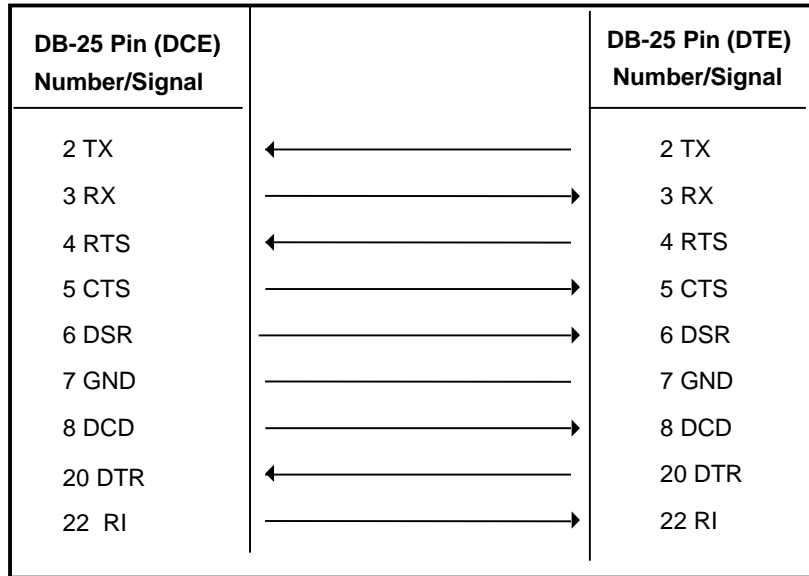 DB-25 Pin (DCE)
Number/Signal
DB-25 Pin (DTE)
Number/Signal
2 TX
2 TX
3 RX
3 RX
4 RTS
4 RTS
5 CTS
5 CTS
6 DSR
6 DSR
7 GND
7 GND
8 DCD
8 DCD
20 DTR
20 DTR
22 RI
22 RI